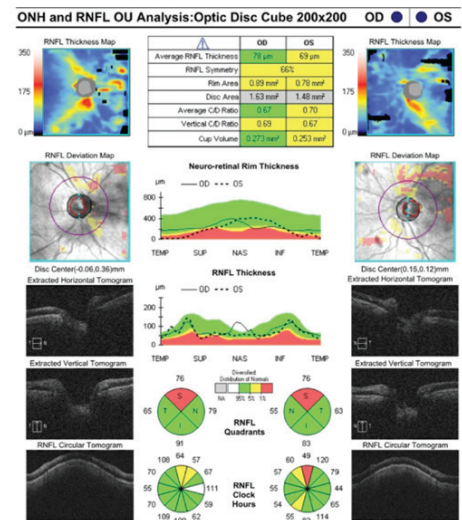 ONH and RNFL OU Analysis:Optic Disc Cube 200x200 OD OS
RNFL Thickness Map
350
175
0 µm
OD OS
Average RNFL Thickness 78 µm 69 µm
RNFL Symmetry 66%
Rim Area 0.89 mm² 0.78 mm²
Disc Area 1.63 mm² 1.48 mm²
Average C/D Ratio 0.67 0.70
Vertical C/D Ratio 0.69 0.67
Cup Volume 0.273 mm³ 0.253 mm³
RNFL Thickness Map
350
175
0 µm
RNFL Deviation Map
Disc Center(-0.06,0.36)mm
Neuro-retinal Rim Thickness
µm OD OS
800
400
0
TEMP SUP NAS INF TEMP
RNFL Deviation Map
Disc Center(0.15,0.12)mm
Extracted Horizontal Tomogram
RNFL Thickness
µm OD OS
200
100
0
TEMP SUP NAS INF TEMP
Extracted Horizontal Tomogram
Extracted Vertical Tomogram
Diversified
Distribution of Normals
NA 95% 5% 1%
76
S
65 T N 79
I
91
RNFL
Quadrants
76
S
55 N T 63
I
83
Extracted Vertical Tomogram
RNFL Circular Tomogram
108 64 57
70 67
55 111
70 59
109 62
RNFL
Clock
Hours
60 49 120
57 79
55 44
54 65
55 114
RNFL Circular Tomogram